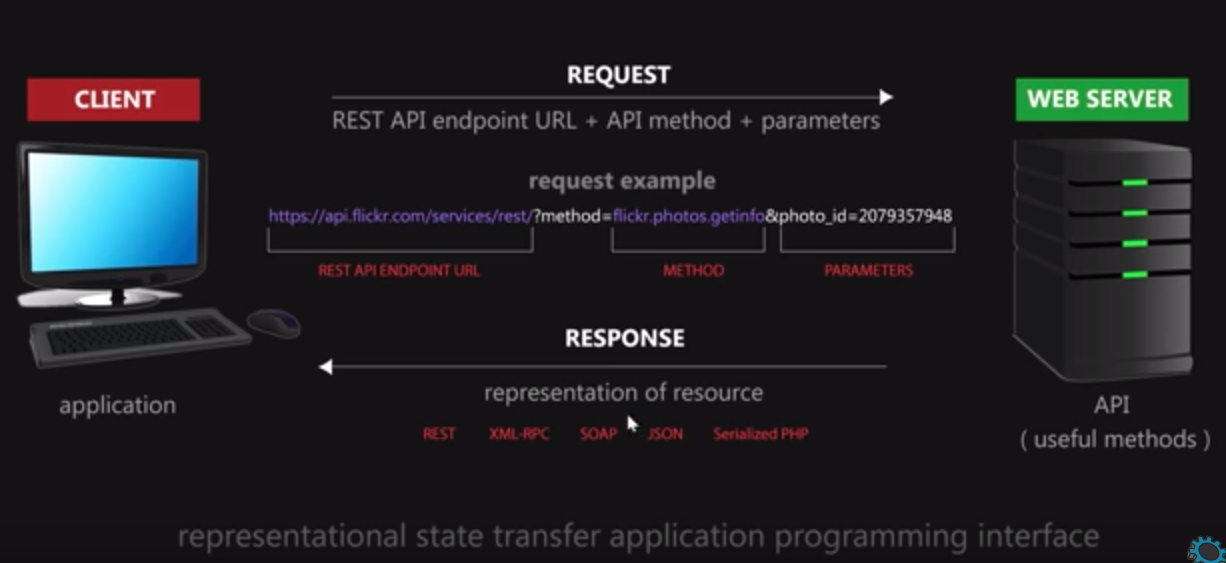 CLIENT
REQUEST
WEB SERVER
REST API endpoint URL + API method + parameters
request example
https://api.flickr.com/services/rest/?method=flickr.photos.getinfo&photo_id=2079357948
REST API ENDPOINT URL METHOD PARAMETERS
RESPONSE
representation of resource
REST XML-RPC SOAP JSON Serialized PHP
application
API
( useful methods )
representational state transfer application programming interface